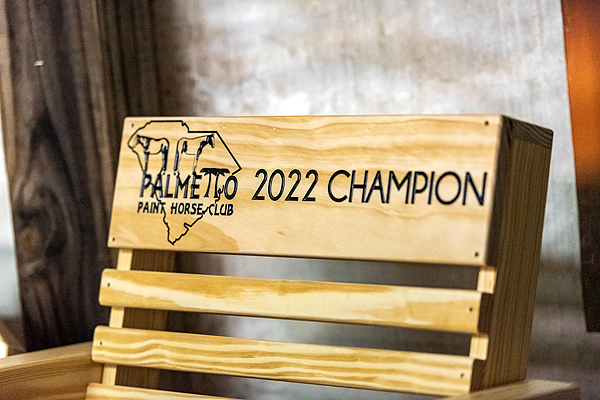 PALMETTO
PAINT HORSE CLUB
2022 CHAMPION